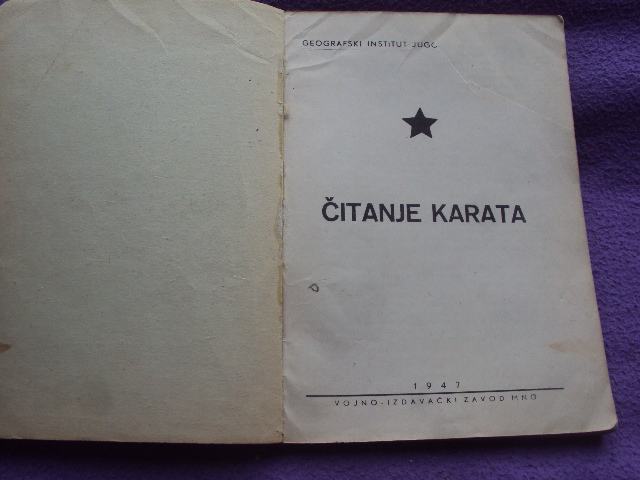 GEOGRAFSKI INSTITUT JUGO
ČITANJE KARATA
1947
VOJNO-IZDAVAČKI ZAVOD MNO